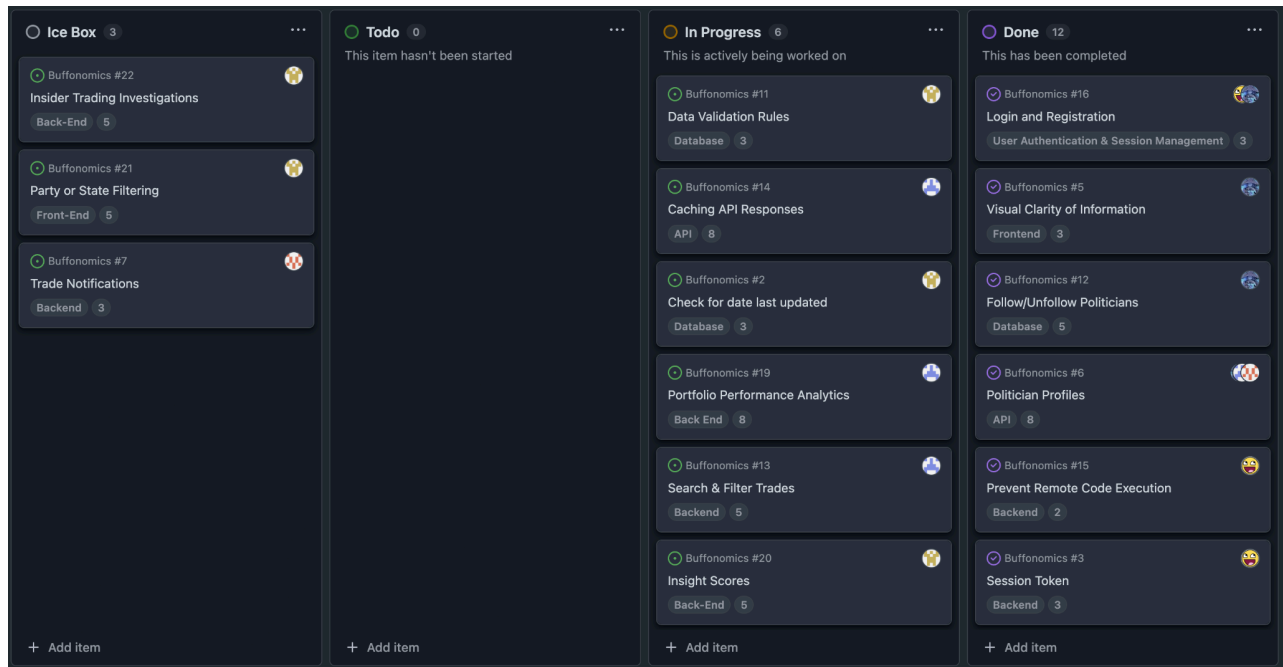 Ice Box 3 ...
Buffonomics #22
Insider Trading Investigations
Back-End 5
Buffonomics #21
Party or State Filtering
Front-End 5
Buffonomics #7
Trade Notifications
Backend 3
+ Add item
Todo 0 ...
This item hasn't been started
+ Add item
In Progress 6 ...
This is actively being worked on
Buffonomics #11
Data Validation Rules
Database 3
Buffonomics #14
Caching API Responses
API 8
Buffonomics #2
Check for date last updated
Database 3
Buffonomics #19
Portfolio Performance Analytics
Back End 8
Buffonomics #13
Search & Filter Trades
Backend 5
Buffonomics #20
Insight Scores
Back-End 5
+ Add item
Done 12 ...
This has been completed
Buffonomics #16
Login and Registration
User Authentication & Session Management 3
Buffonomics #5
Visual Clarity of Information
Frontend 3
Buffonomics #12
Follow/Unfollow Politicians
Database 5
Buffonomics #6
Politician Profiles
API 8
Buffonomics #15
Prevent Remote Code Execution
Backend 2
Buffonomics #3
Session Token
Backend 3
+ Add item